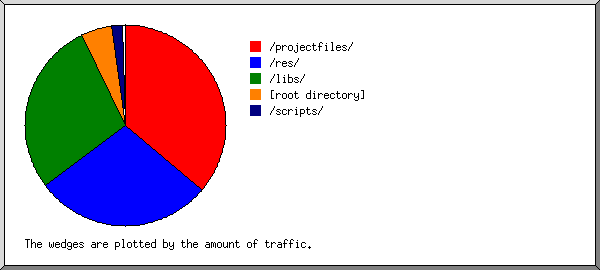 /projectfiles/
/res/
/libs/
[root directory]
/scripts/
The wedges are plotted by the amount of traffic.